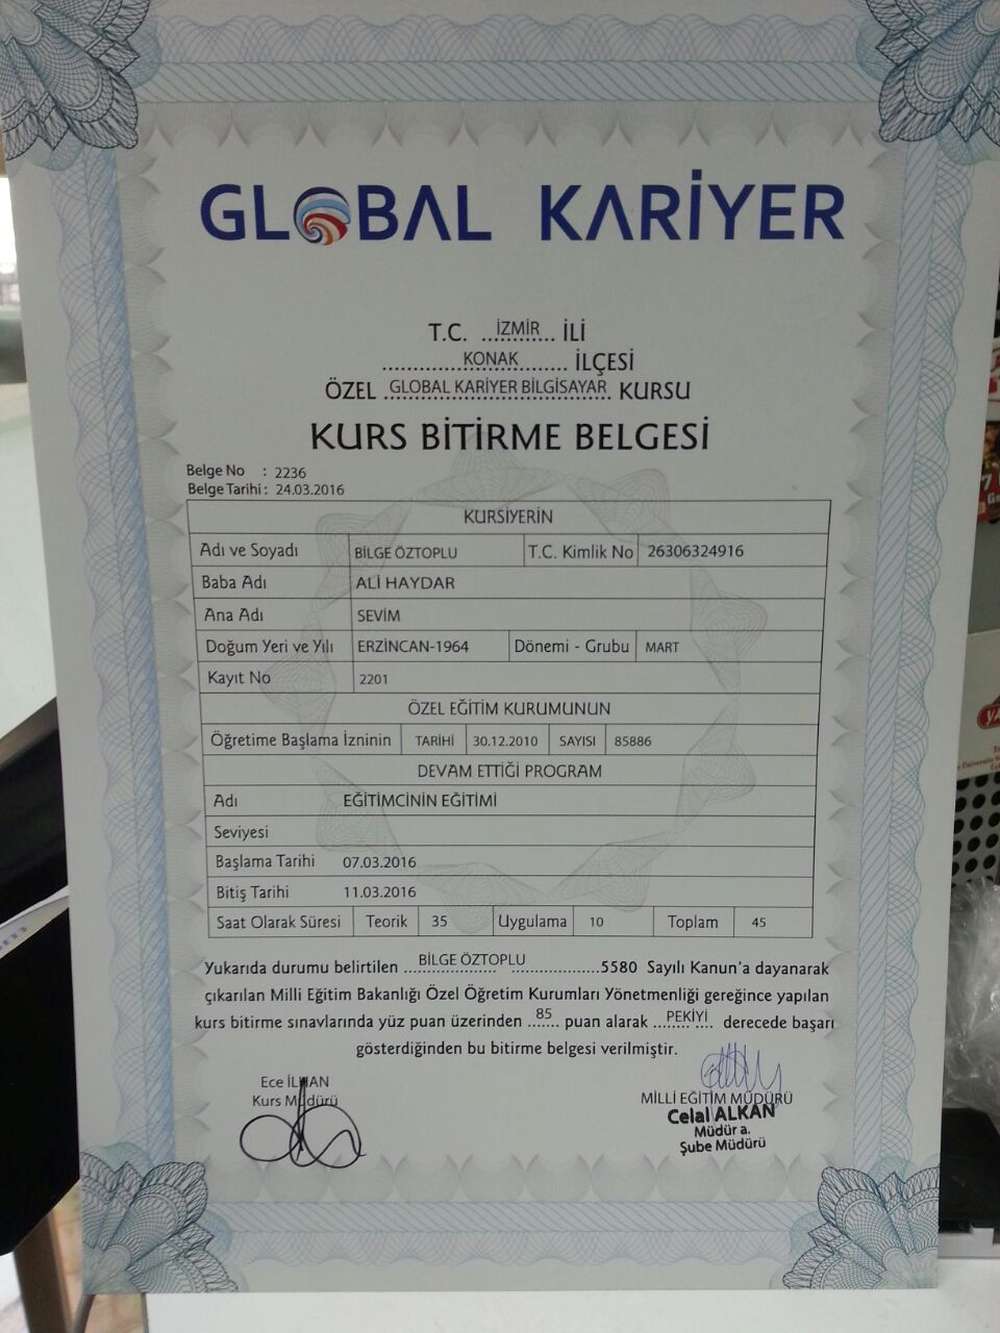 GLOBAL KARİYER
T.C. ...İZMİR... İLİ
KONAK İLÇESİ
ÖZEL GLOBAL KARİYER BİLGİSAYAR KURSU
KURS BİTİRME BELGESİ
Belge No : 2236
Belge Tarihi : 24.03.2016
KURSİYERİN
Adı ve Soyadı BİLGE ÖZTOPLU T.C. Kimlik No 26306324916
Baba Adı ALİ HAYDAR
Ana Adı SEVİM
Doğum Yeri ve Yılı ERZİNCAN-1964 Dönemi - Grubu MART
Kayıt No 2201
ÖZEL EĞİTİM KURUMUNUN
Öğretime Başlama İzninin TARİHİ 30.12.2010 SAYISI 85886
DEVAM ETTİĞİ PROGRAM
Adı EĞİTİMCİNİN EĞİTİMİ
Seviyesi
Başlama Tarihi 07.03.2016
Bitiş Tarihi 11.03.2016
Saat Olarak Süresi Teorik 35 Uygulama 10 Toplam 45
Yukarıda durumu belirtilen BİLGE ÖZTOPLU 5580 Sayılı Kanun'a dayanarak
çıkarılan Milli Eğitim Bakanlığı Özel Öğretim Kurumları Yönetmenliği gereğince yapılan
kurs bitirme sınavlarında yüz puan üzerinden ..85.. puan alarak ..PEKİYİ.. derecede başarı
gösterdiğinden bu bitirme belgesi verilmiştir.
Ece İLHAN
Kurs Müdürü
MİLLİ EĞİTİM MÜDÜRÜ
Celal ALKAN
Müdür a.
Şube Müdürü